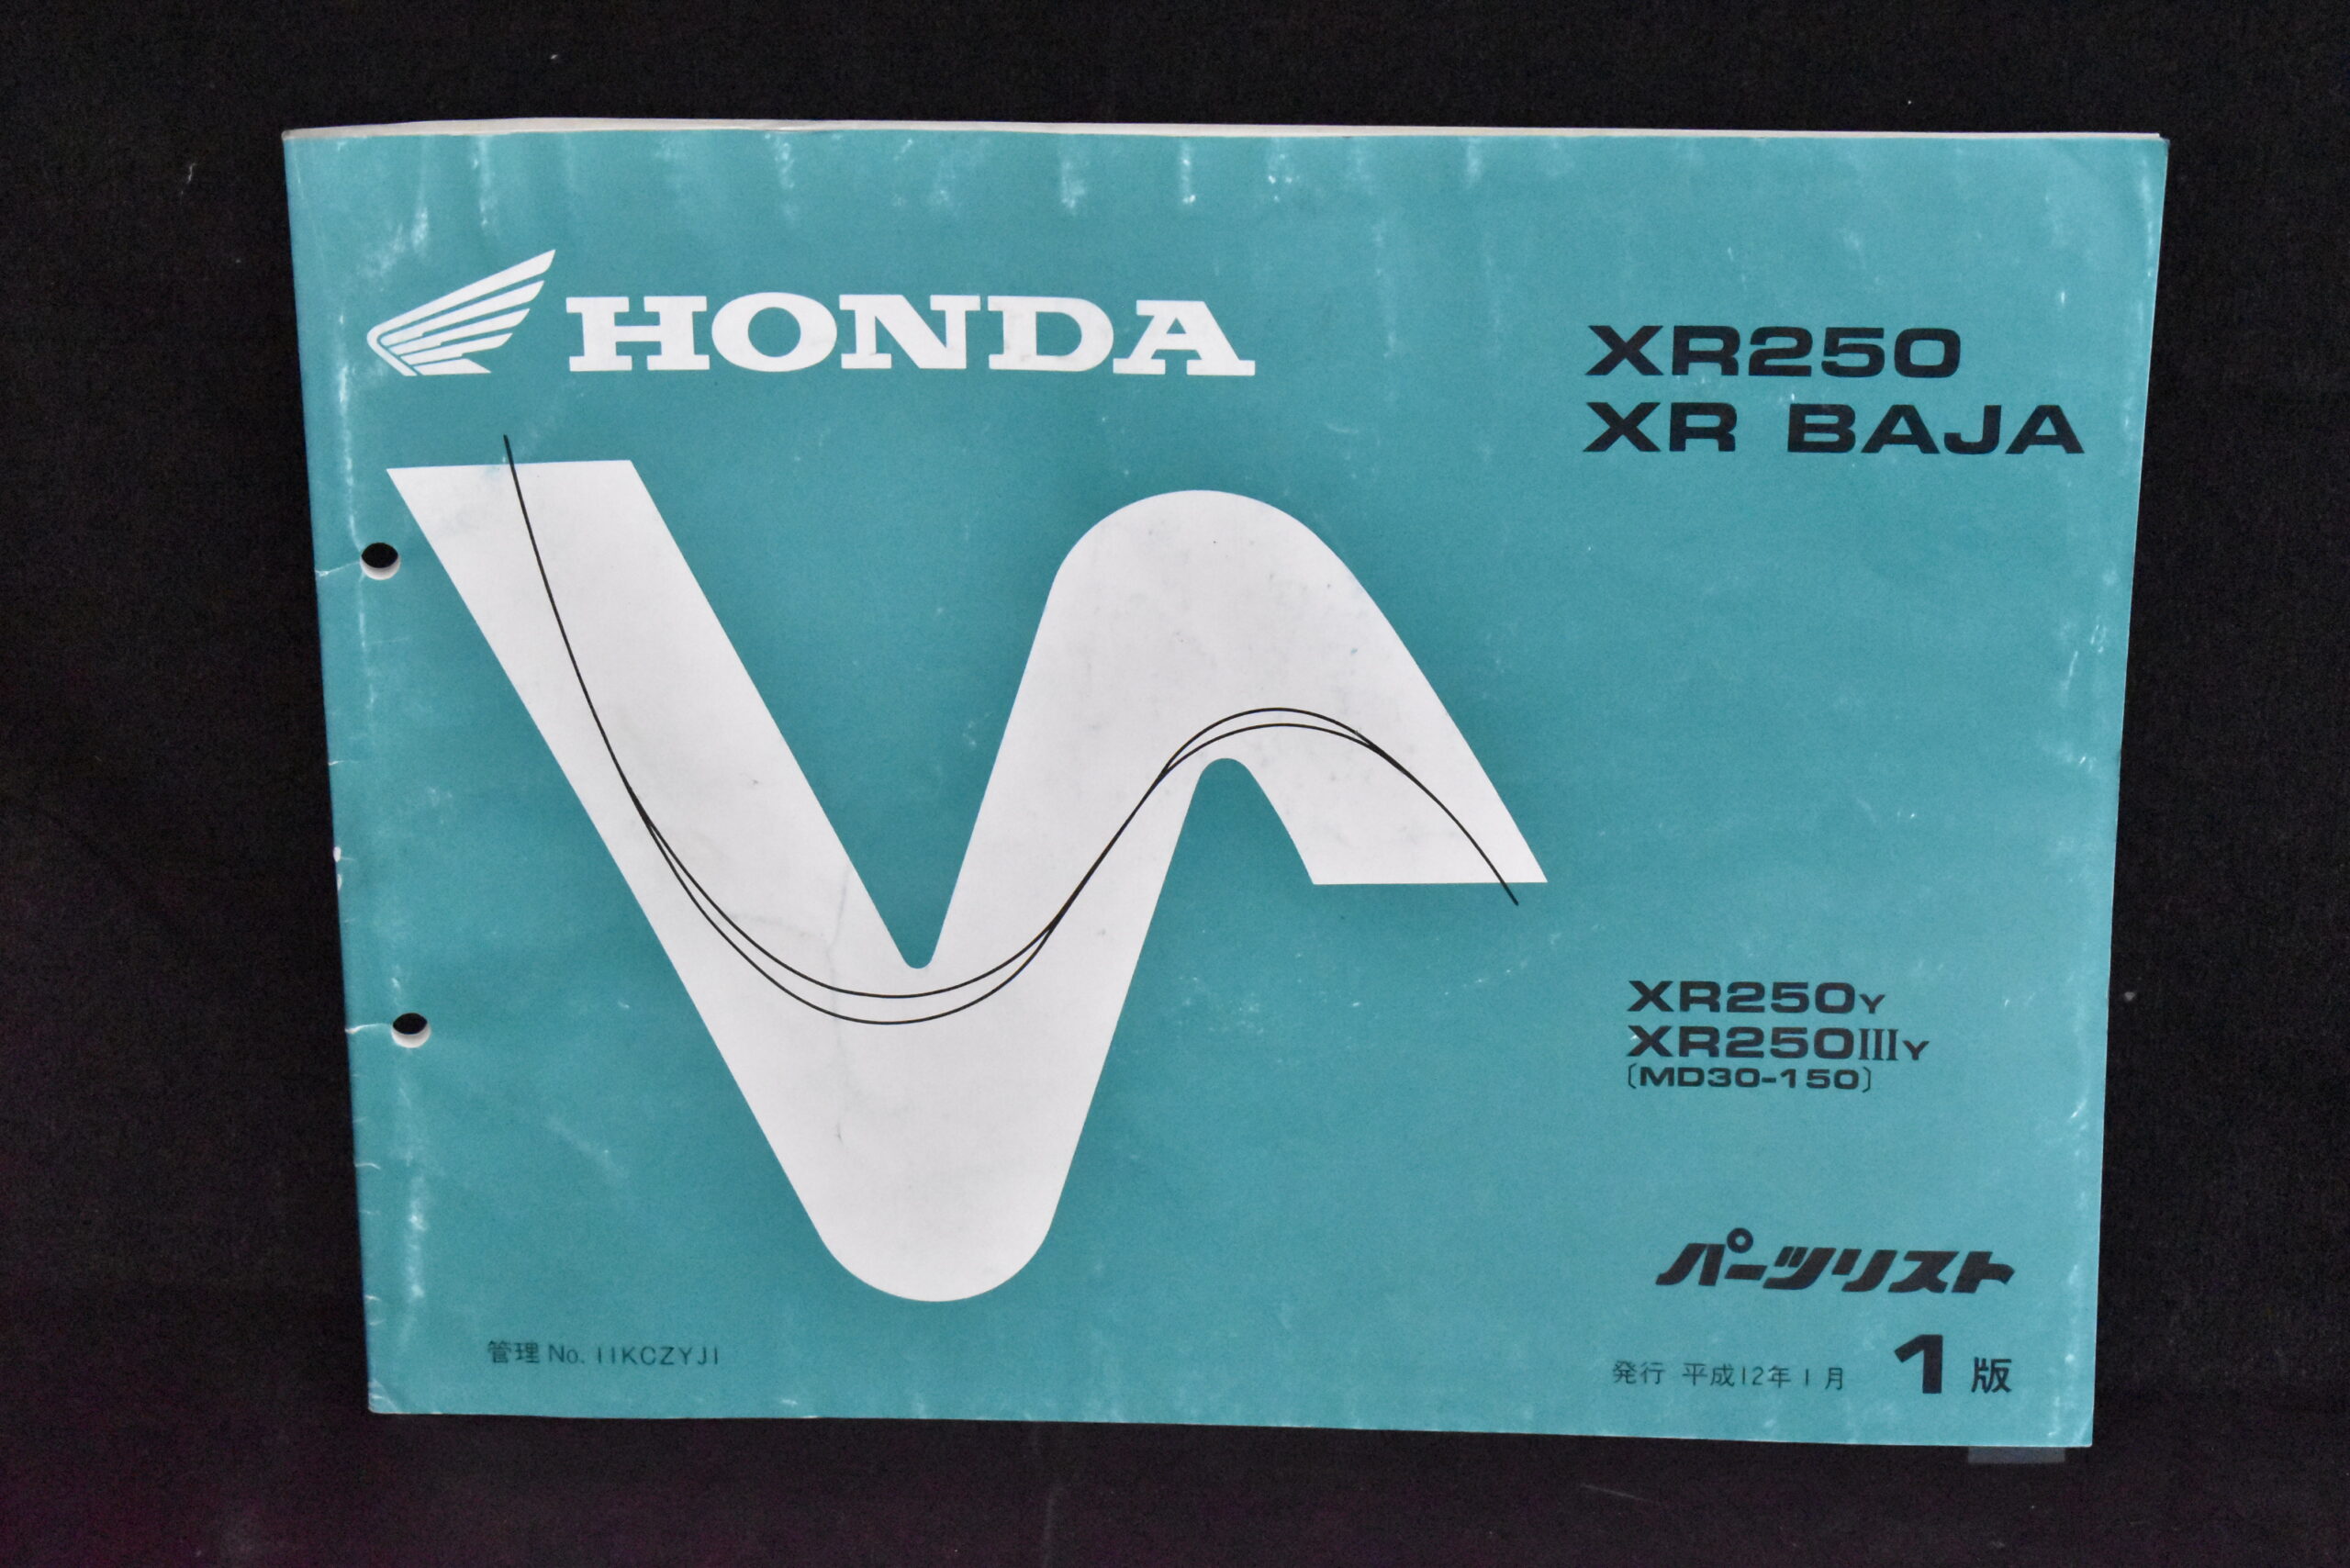 HONDA
XR250
XR BAJA
XR250Y
XR250IIIY
〔MD30-150〕
パーツリスト
管理 No. 11KCZYJ1
発行 平成12年1月 1版